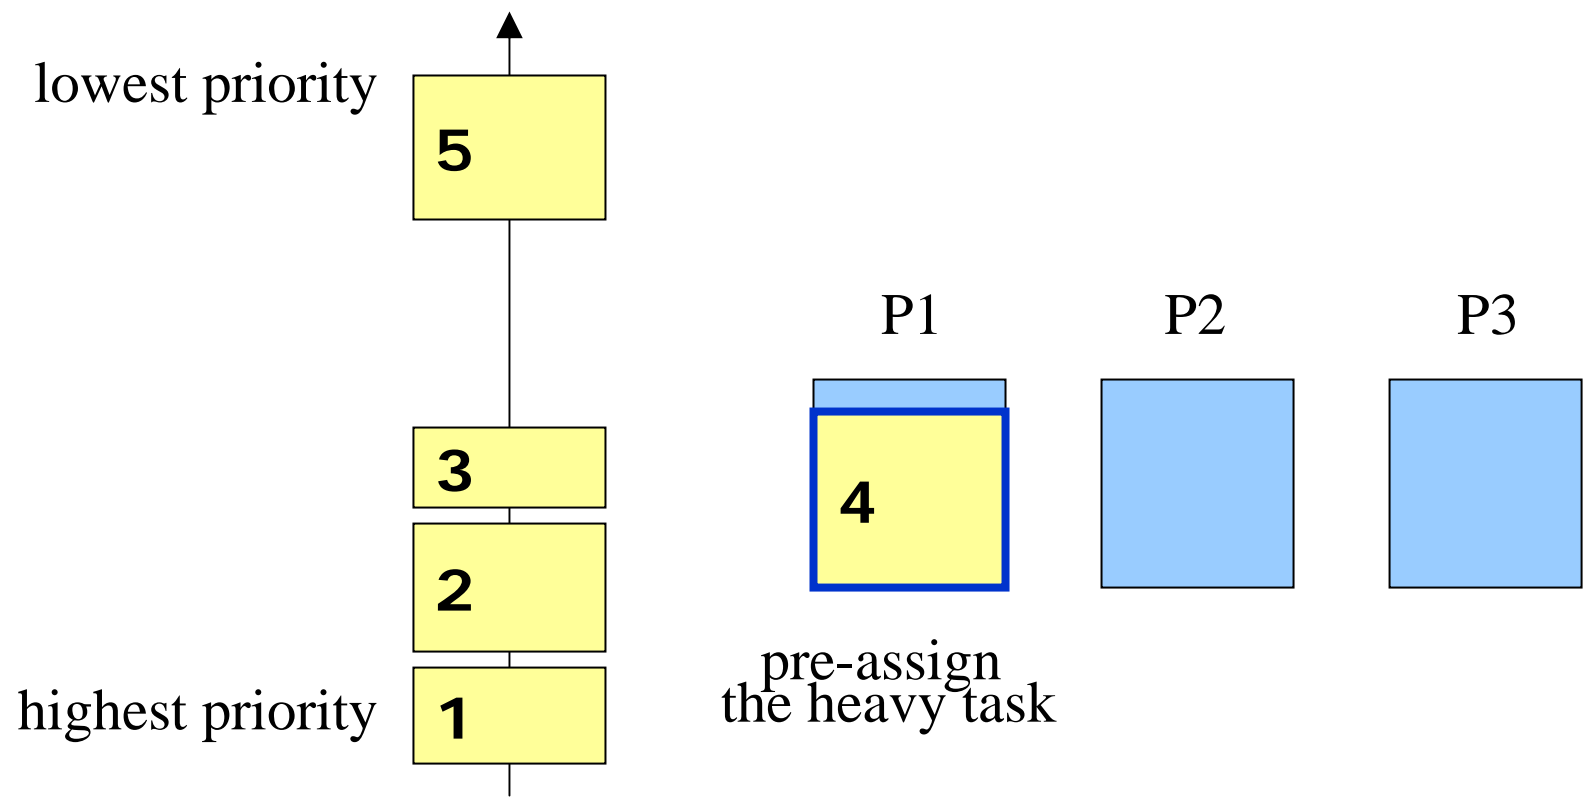 lowest priority
5
P1 P2 P3
3
4
2
pre-assign
the heavy task
highest priority
1